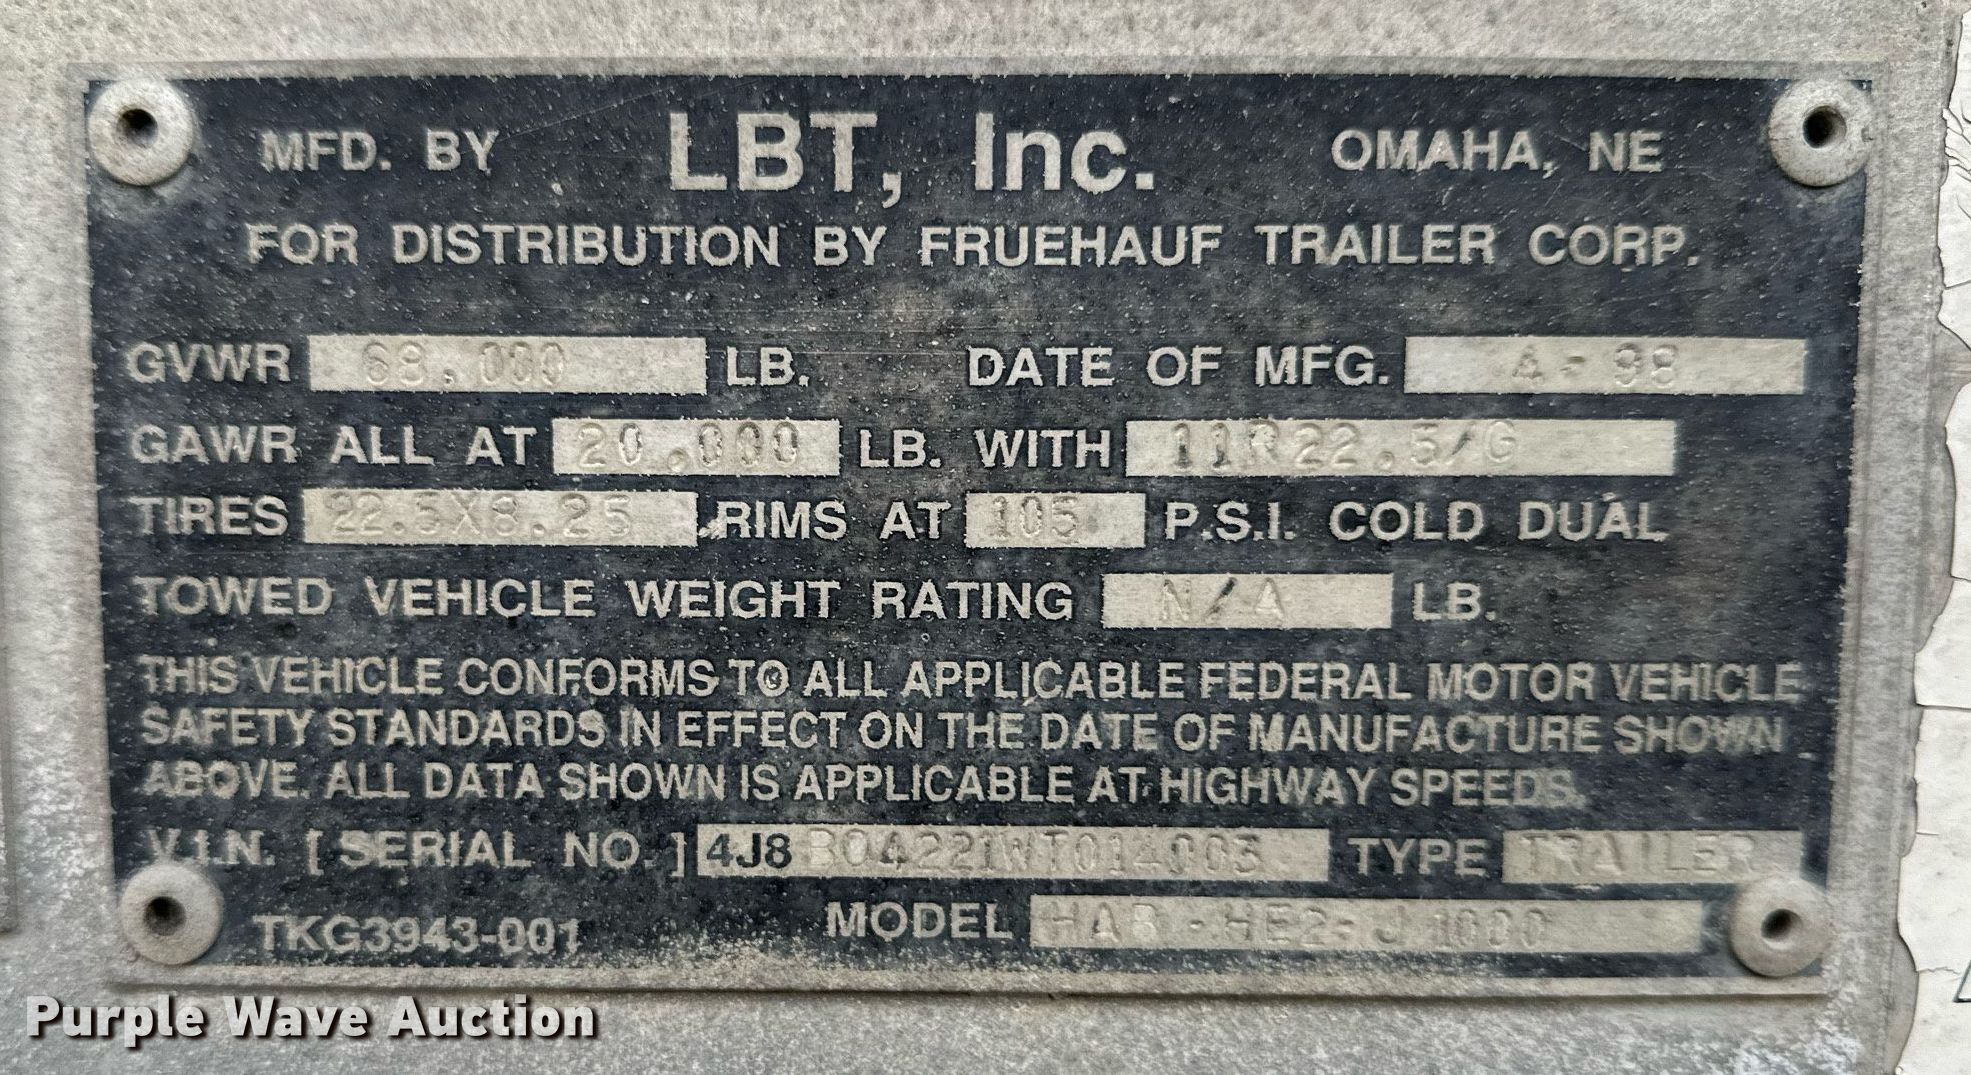 MFD. BY LBT, Inc. OMAHA, NE
FOR DISTRIBUTION BY FRUEHAUF TRAILER CORP.
GVWR 68,000 LB. DATE OF MFG. 4-98
GAWR ALL AT 20,000 LB. WITH 11R22.5/G
TIRES 22.5X8.25 RIMS AT 105 P.S.I. COLD DUAL
TOWED VEHICLE WEIGHT RATING N/A LB.
THIS VEHICLE CONFORMS TO ALL APPLICABLE FEDERAL MOTOR VEHICLE
SAFETY STANDARDS IN EFFECT ON THE DATE OF MANUFACTURE SHOWN
ABOVE. ALL DATA SHOWN IS APPLICABLE AT HIGHWAY SPEEDS.
V.I.N. [SERIAL NO.] 4J8B04221WT014003 TYPE TRAILER
TKG3943-001 MODEL HAB-HE2-J1000
Purple Wave Auction